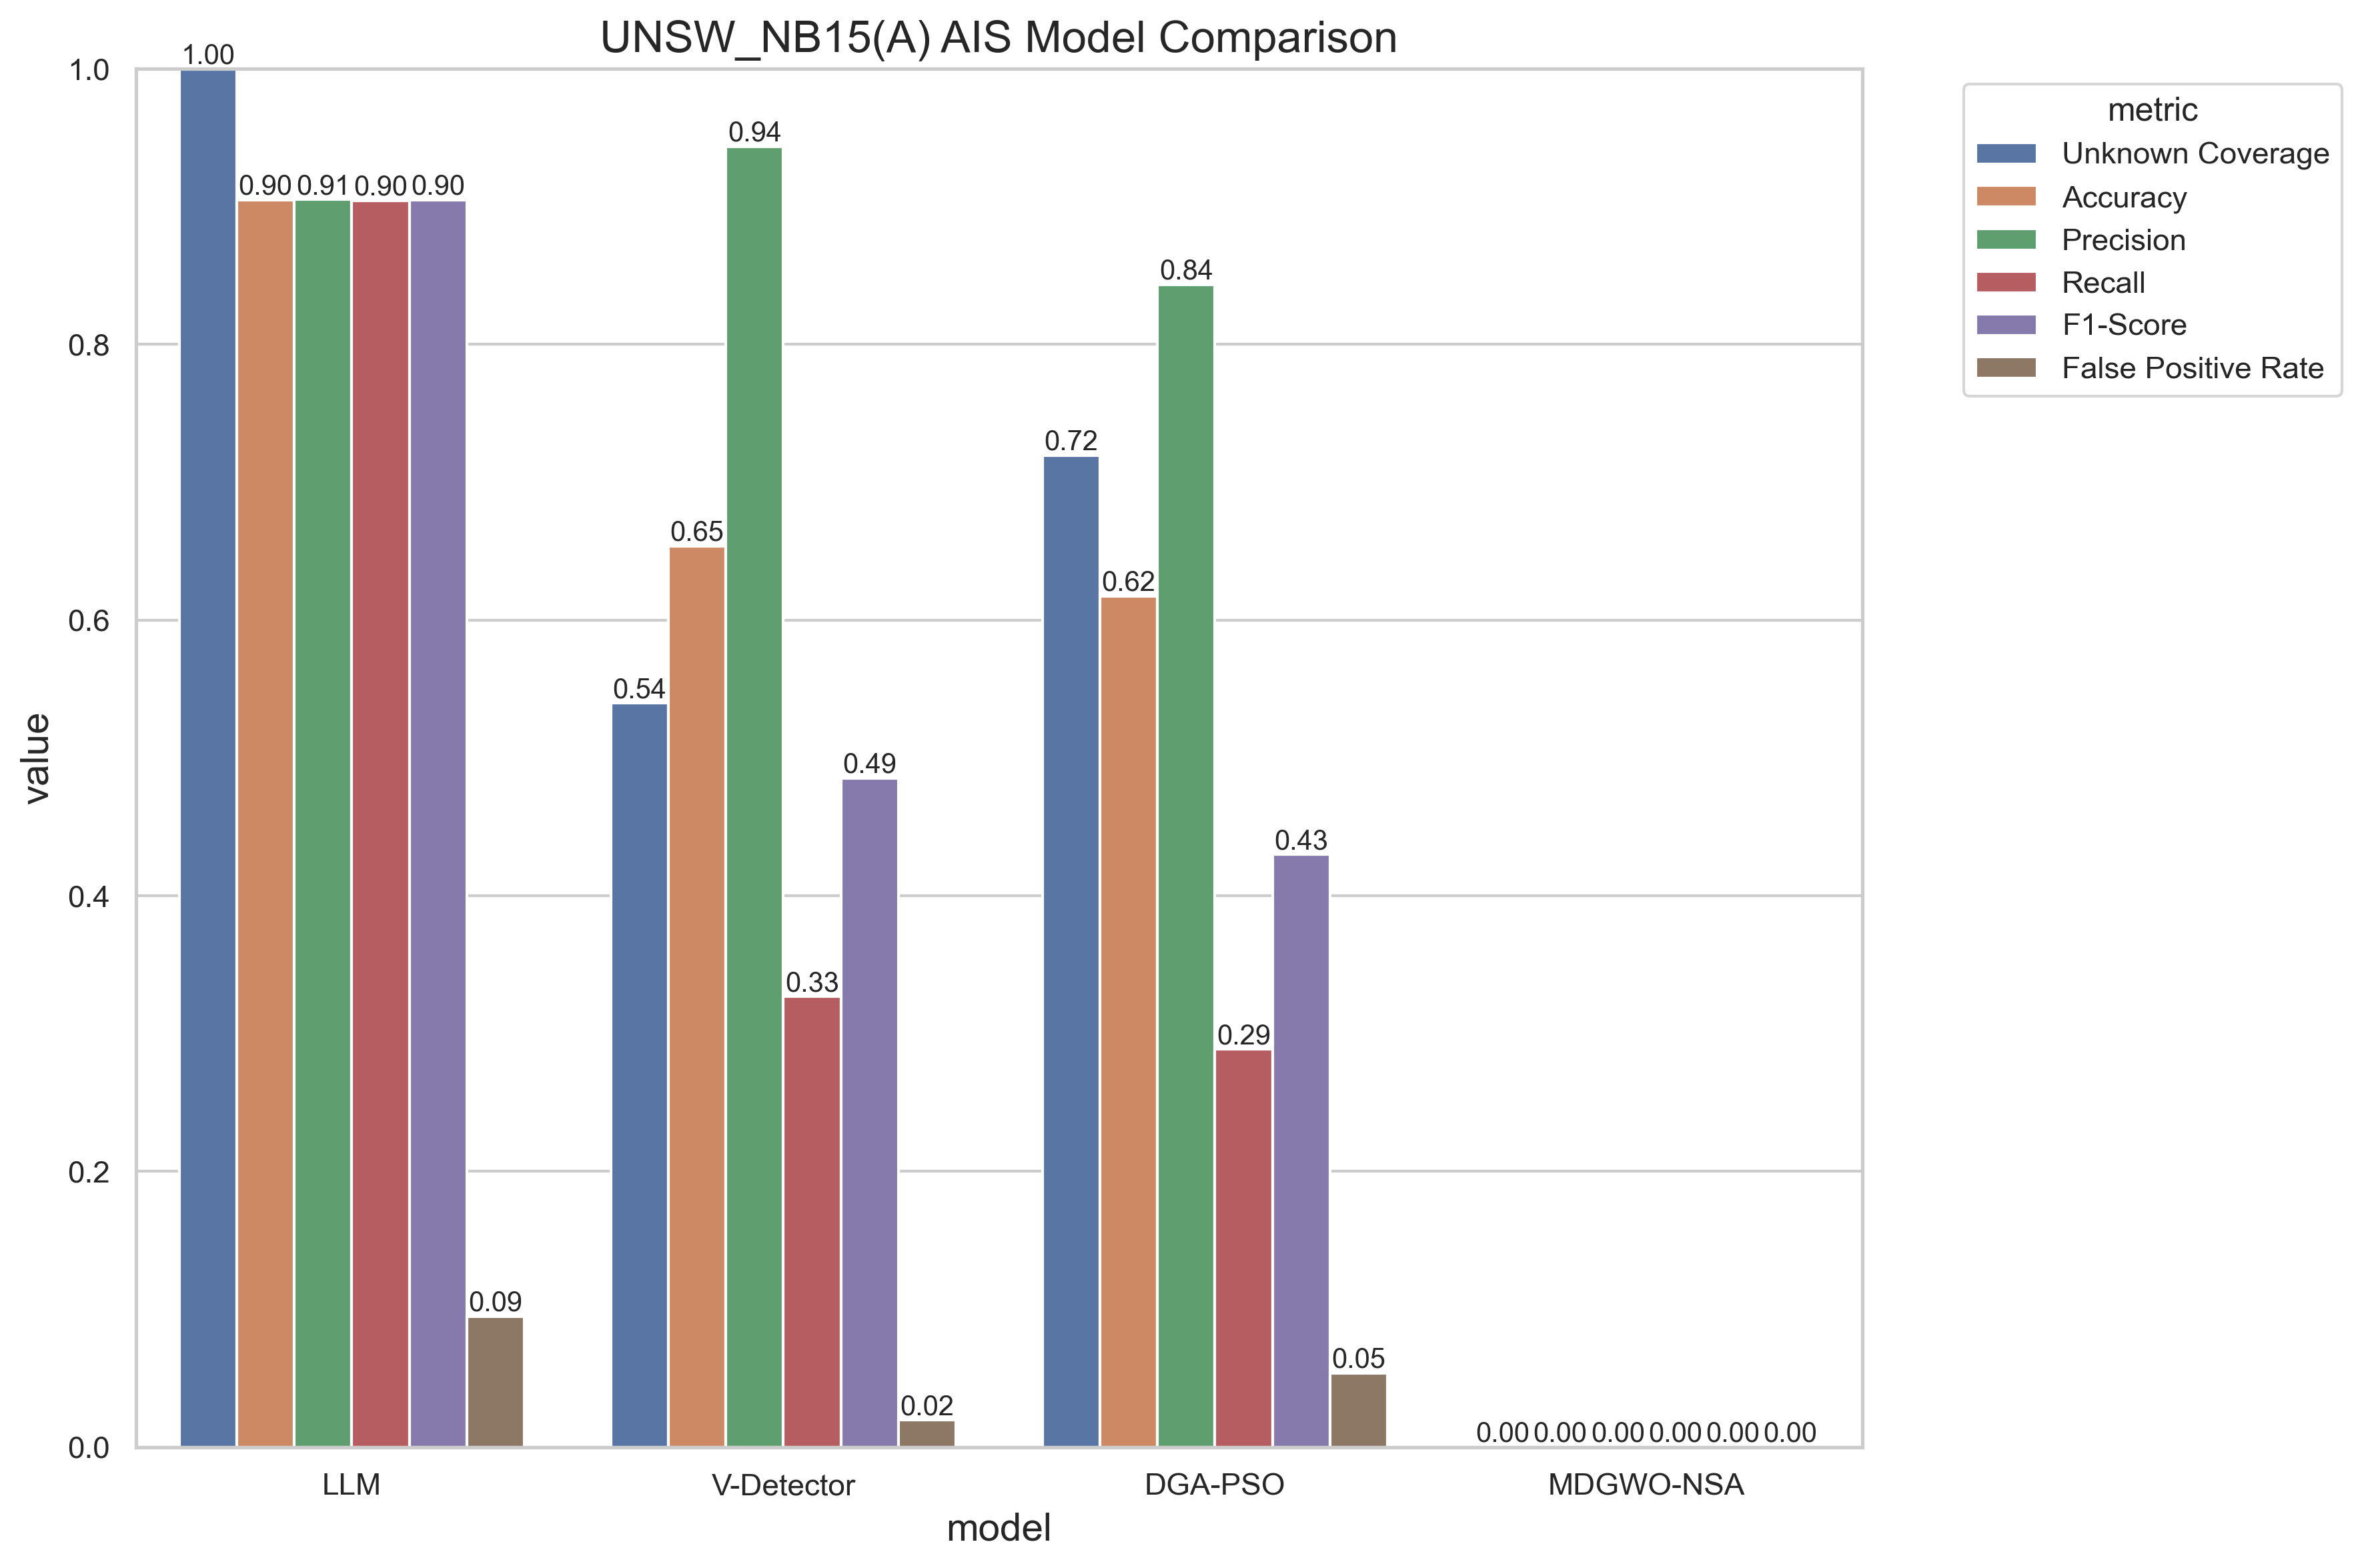 UNSW_NB15(A) AIS Model Comparison
1.00
1.0
metric
Unknown Coverage
Accuracy
Precision
Recall
F1-Score
False Positive Rate
0.94
0.90 0.91 0.90 0.90
0.84
0.8
0.72
0.65
0.62
0.6
0.54
0.49
0.43
0.4
0.33
0.29
0.2
0.09
0.05
0.02
0.00 0.00 0.00 0.00 0.00 0.00
0.0
value
LLM V-Detector DGA-PSO MDGWO-NSA
model